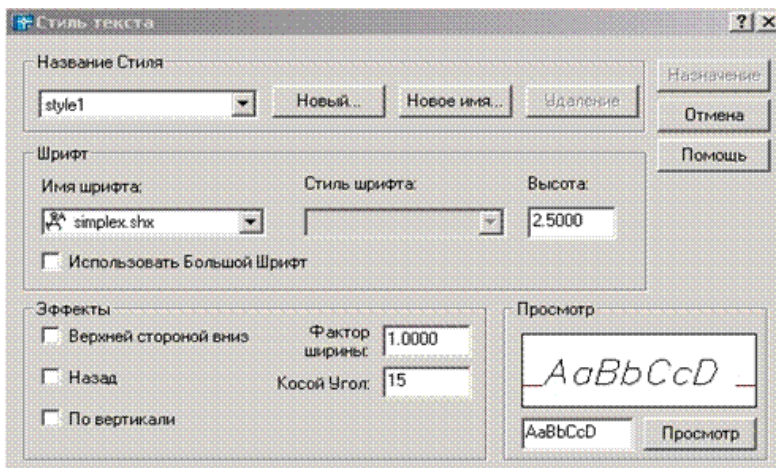 Стиль текста
Название Стиля
style1
Новый...
Новое имя...
Удаление
Назначение
Отмена
Помощь
Шрифт
Имя шрифта:
Стиль шрифта:
Высота:
simplex.shx
2.5000
Использовать Большой Шрифт
Эффекты
Верхней стороной вниз
Фактор ширины:
1.0000
Назад
Косой Угол:
15
По вертикали
Просмотр
AaBbCcD
AaBbCcD
Просмотр